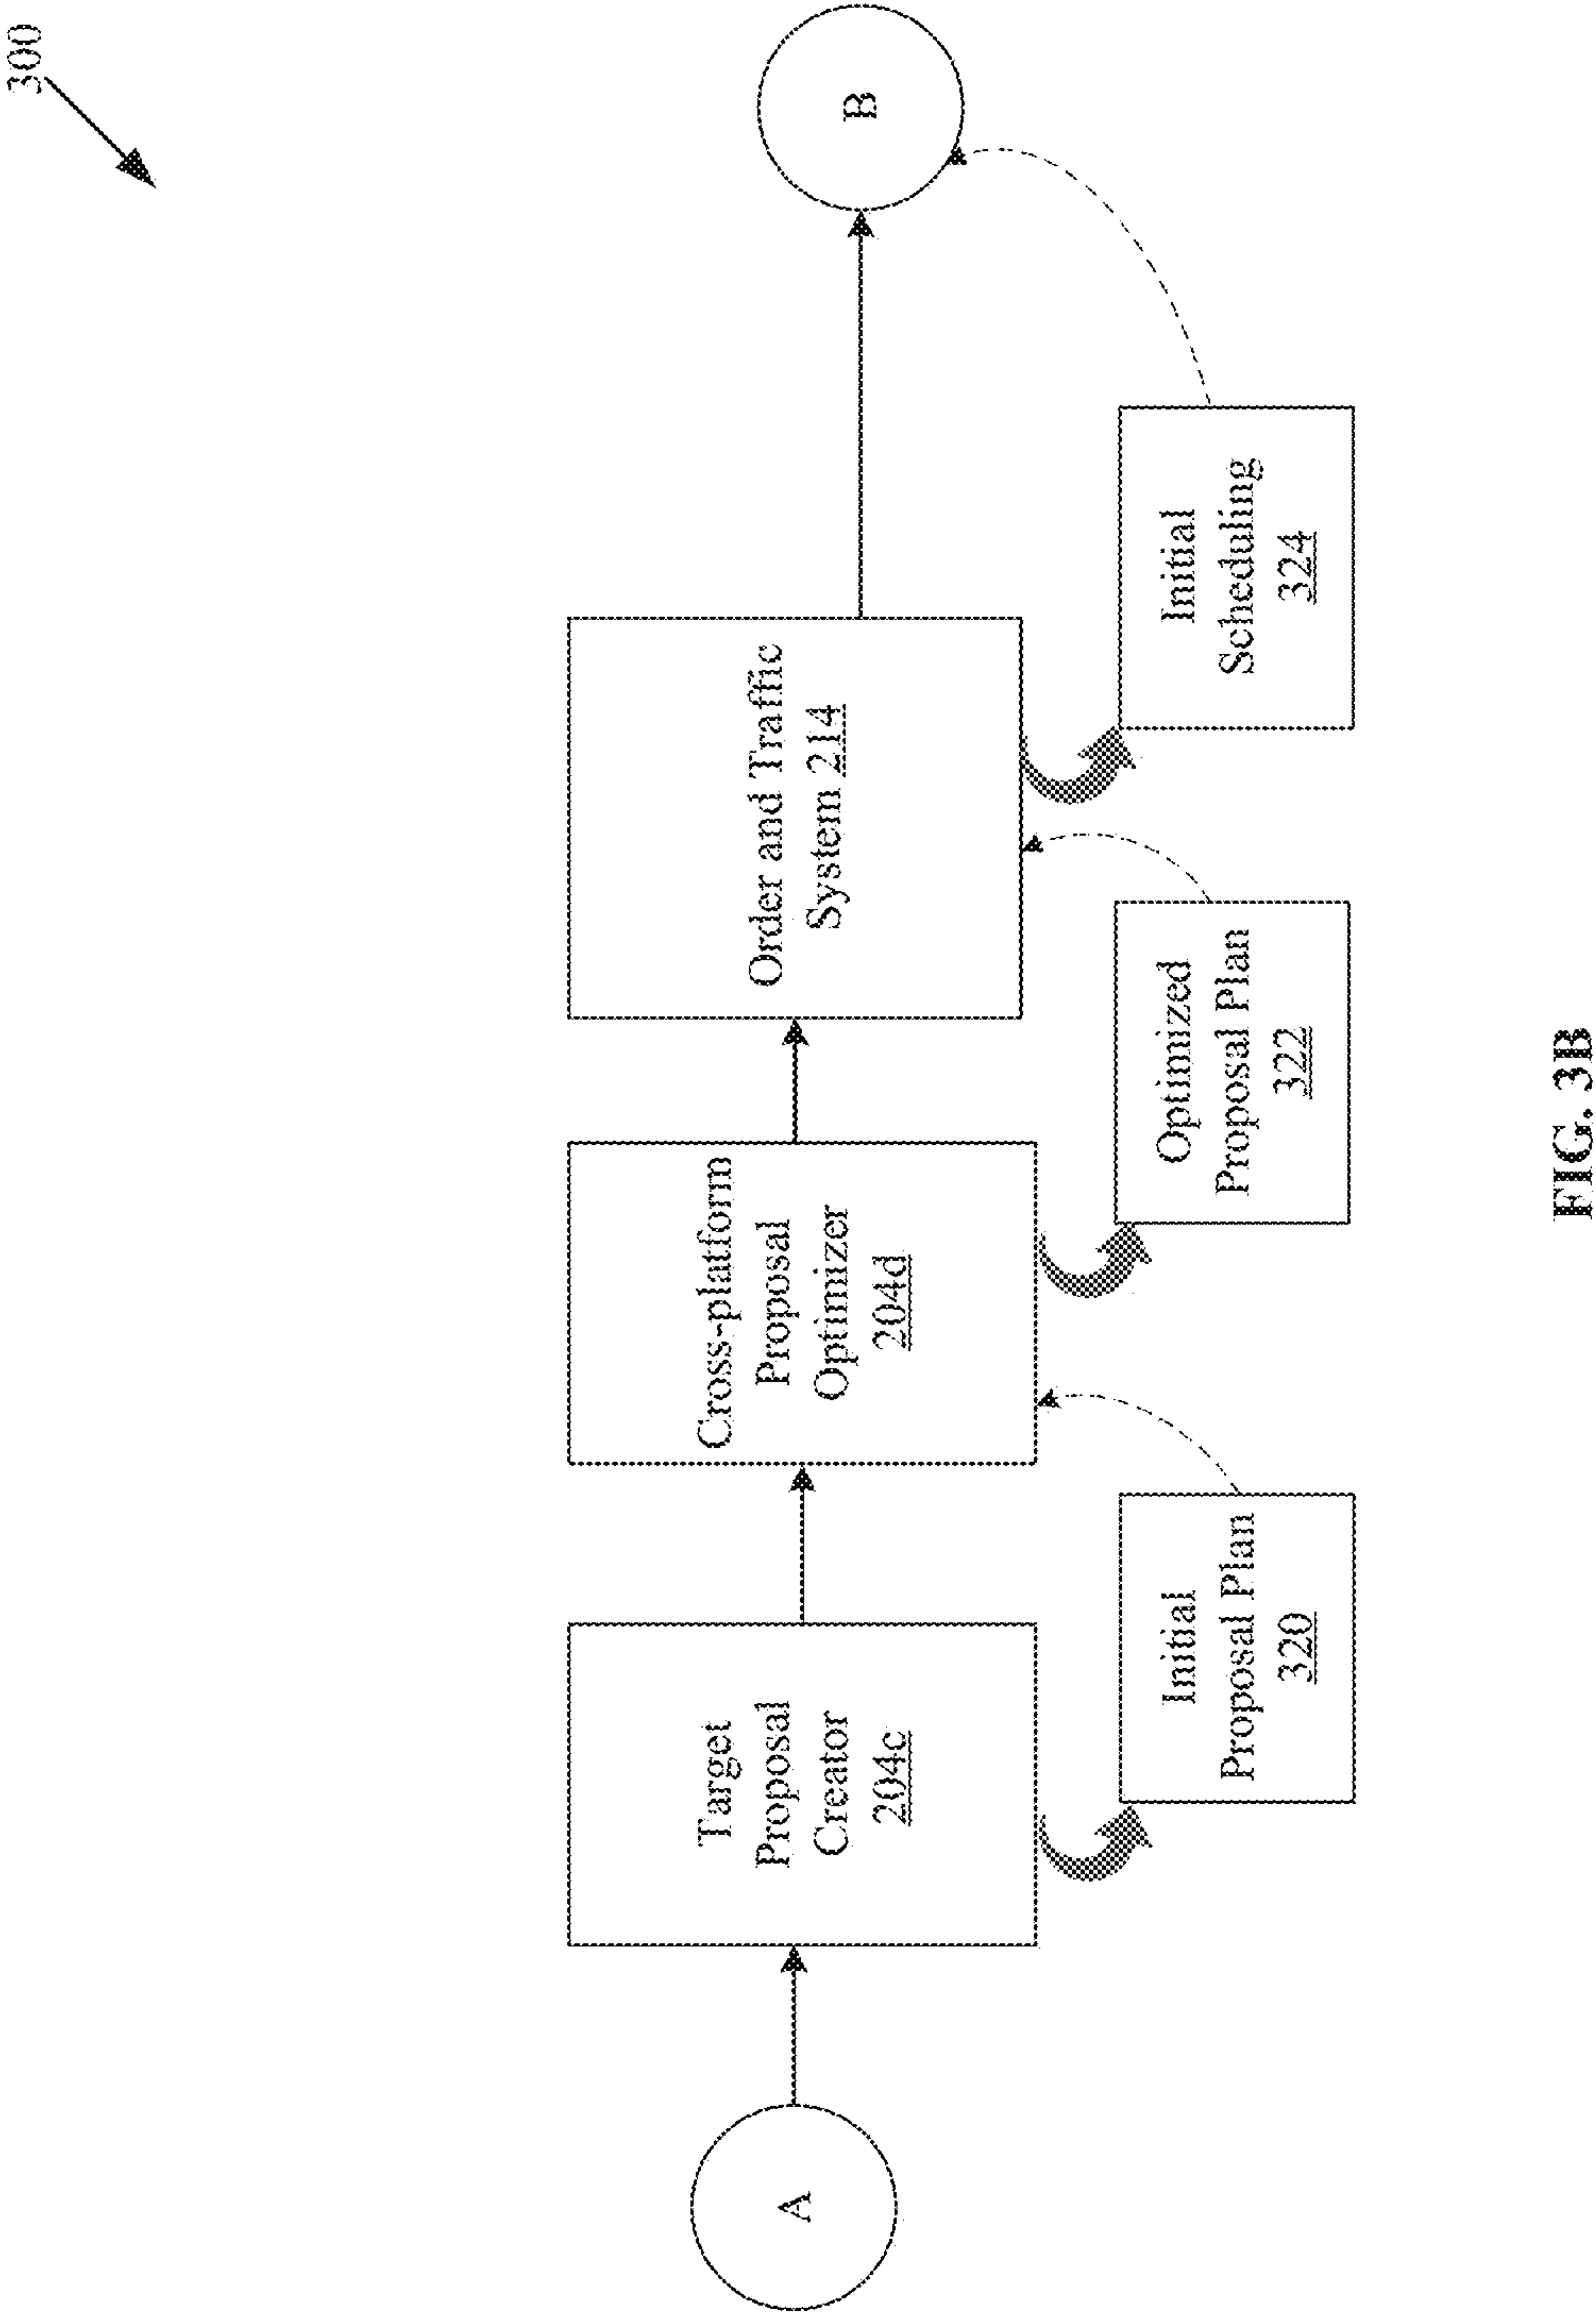 300
A
Target
Proposal
Creator
204c
Cross-platform
Proposal
Optimizer
204d
Order and Traffic
System 214
B
Initial
Proposal Plan
320
Optimized
Proposal Plan
322
Initial
Scheduling
324
FIG. 3B